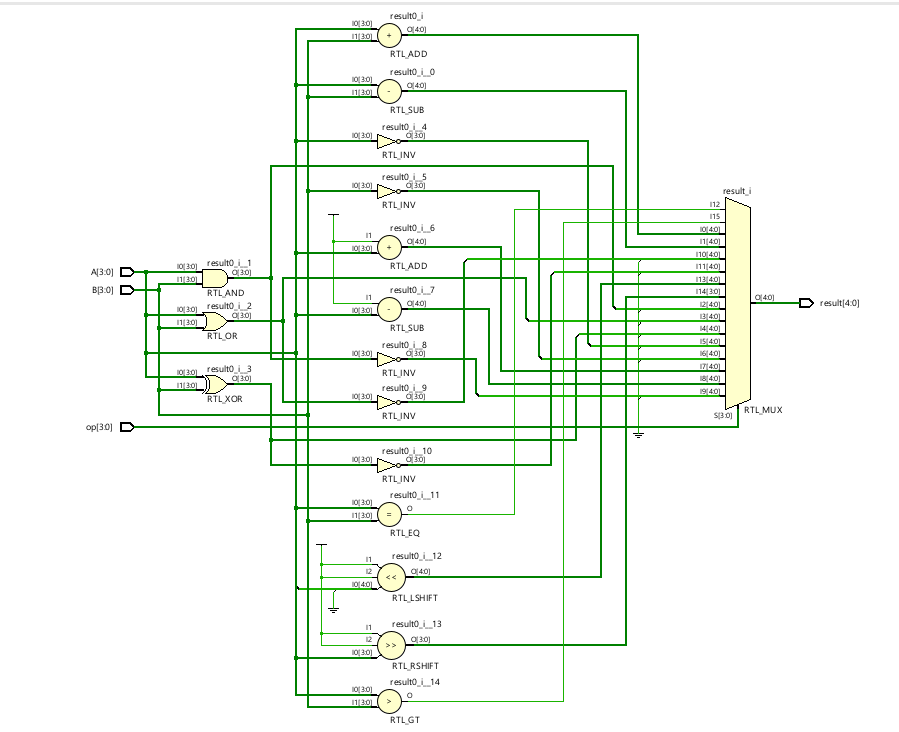 result0_i
I0[3:0]
I1[3:0]
+
O[4:0]
RTL_ADD
result0_i__0
I0[3:0]
I1[3:0]
-
O[4:0]
RTL_SUB
result0_i__4
I0[3:0]
O[3:0]
RTL_INV
result0_i__5
I0[3:0]
O[3:0]
RTL_INV
result0_i__6
I1
I0[3:0]
+
O[4:0]
RTL_ADD
result0_i__7
I1
I0[3:0]
-
O[4:0]
RTL_SUB
result0_i__8
I0[3:0]
O[3:0]
RTL_INV
result0_i__9
I0[3:0]
O[3:0]
RTL_INV
result0_i__10
I0[3:0]
O[3:0]
RTL_INV
result0_i__11
I0[3:0]
I1[3:0]
=
O
RTL_EQ
result0_i__12
I1
I2
I0[4:0]
<<
O[4:0]
RTL_LSHIFT
result0_i__13
I1
I2
I0[3:0]
>>
O[3:0]
RTL_RSHIFT
result0_i__14
I0[3:0]
I1[3:0]
>
O
RTL_GT
A[3:0]
B[3:0]
op[3:0]
result0_i__1
I0[3:0]
I1[3:0]
O[3:0]
RTL_AND
result0_i__2
I0[3:0]
I1[3:0]
O[3:0]
RTL_OR
result0_i__3
I0[3:0]
I1[3:0]
O[3:0]
RTL_XOR
result_i
I12
I15
I0[4:0]
I1[4:0]
I10[4:0]
I11[4:0]
I13[4:0]
I14[3:0]
I2[4:0]
I3[4:0]
I4[4:0]
I5[4:0]
I6[4:0]
I7[4:0]
I8[4:0]
I9[4:0]
S[3:0]
RTL_MUX
O[4:0]
result[4:0]